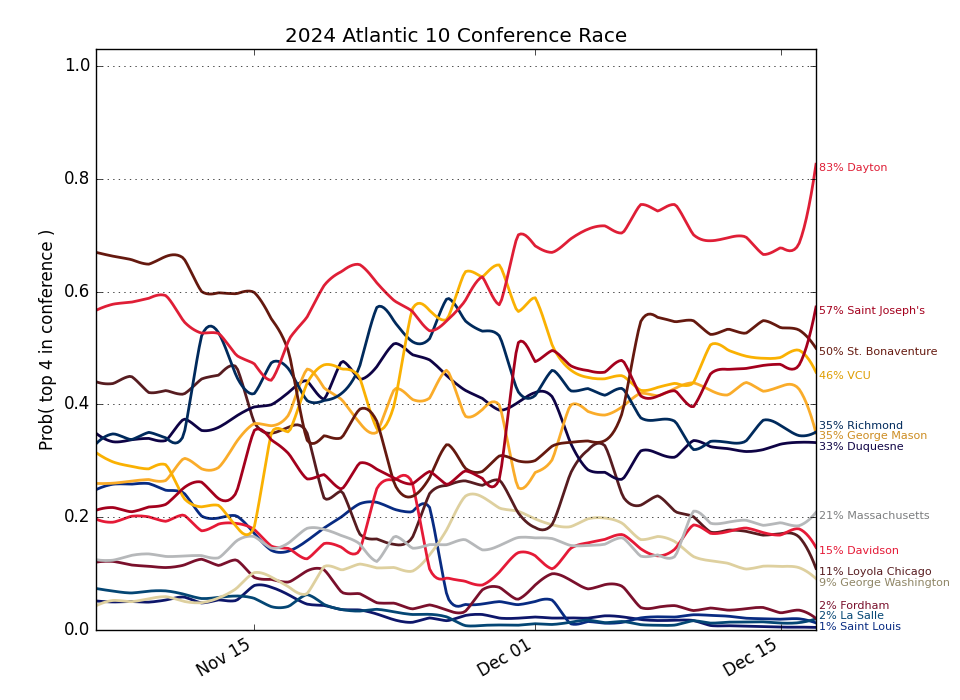 2024 Atlantic 10 Conference Race
Prob( top 4 in conference )
1.0
0.8
0.6
0.4
0.2
0.0
Nov 15
Dec 01
Dec 15
83% Dayton
57% Saint Joseph's
50% St. Bonaventure
46% VCU
35% Richmond
35% George Mason
33% Duquesne
21% Massachusetts
15% Davidson
11% Loyola Chicago
9% George Washington
2% Fordham
2% La Salle
1% Saint Louis